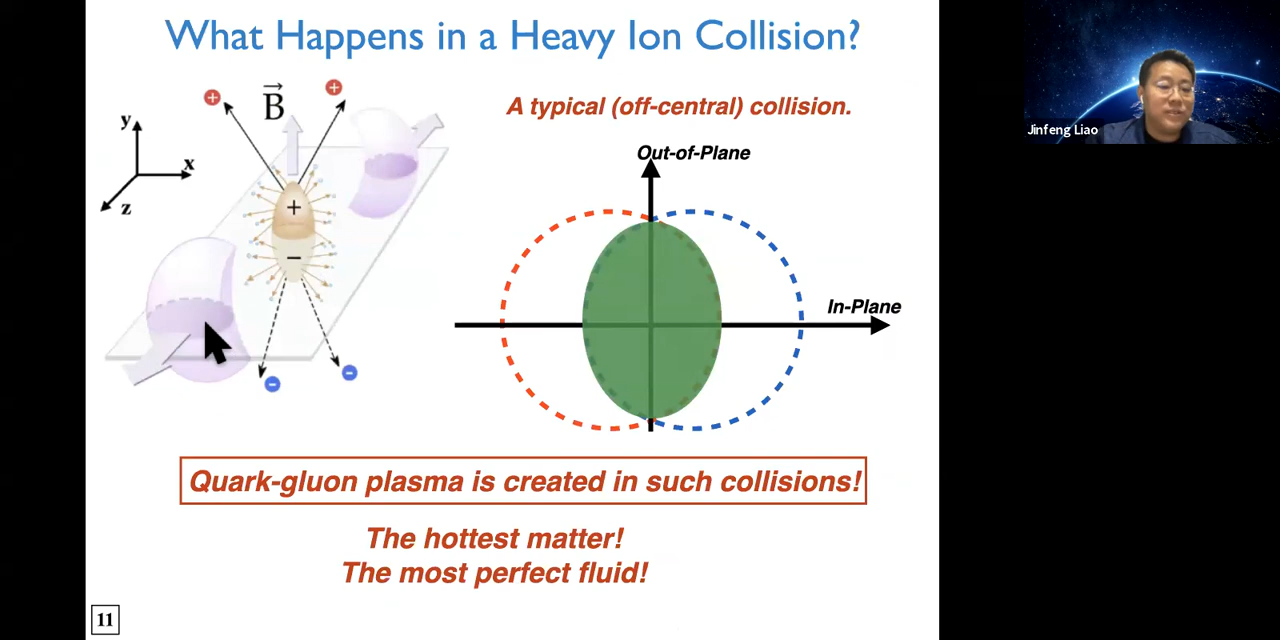 What Happens in a Heavy Ion Collision?
B
y
x
z
+
+
+
−
−
−
A typical (off-central) collision.
Out-of-Plane
In-Plane
Quark-gluon plasma is created in such collisions!
The hottest matter!
The most perfect fluid!
11
Jinfeng Liao